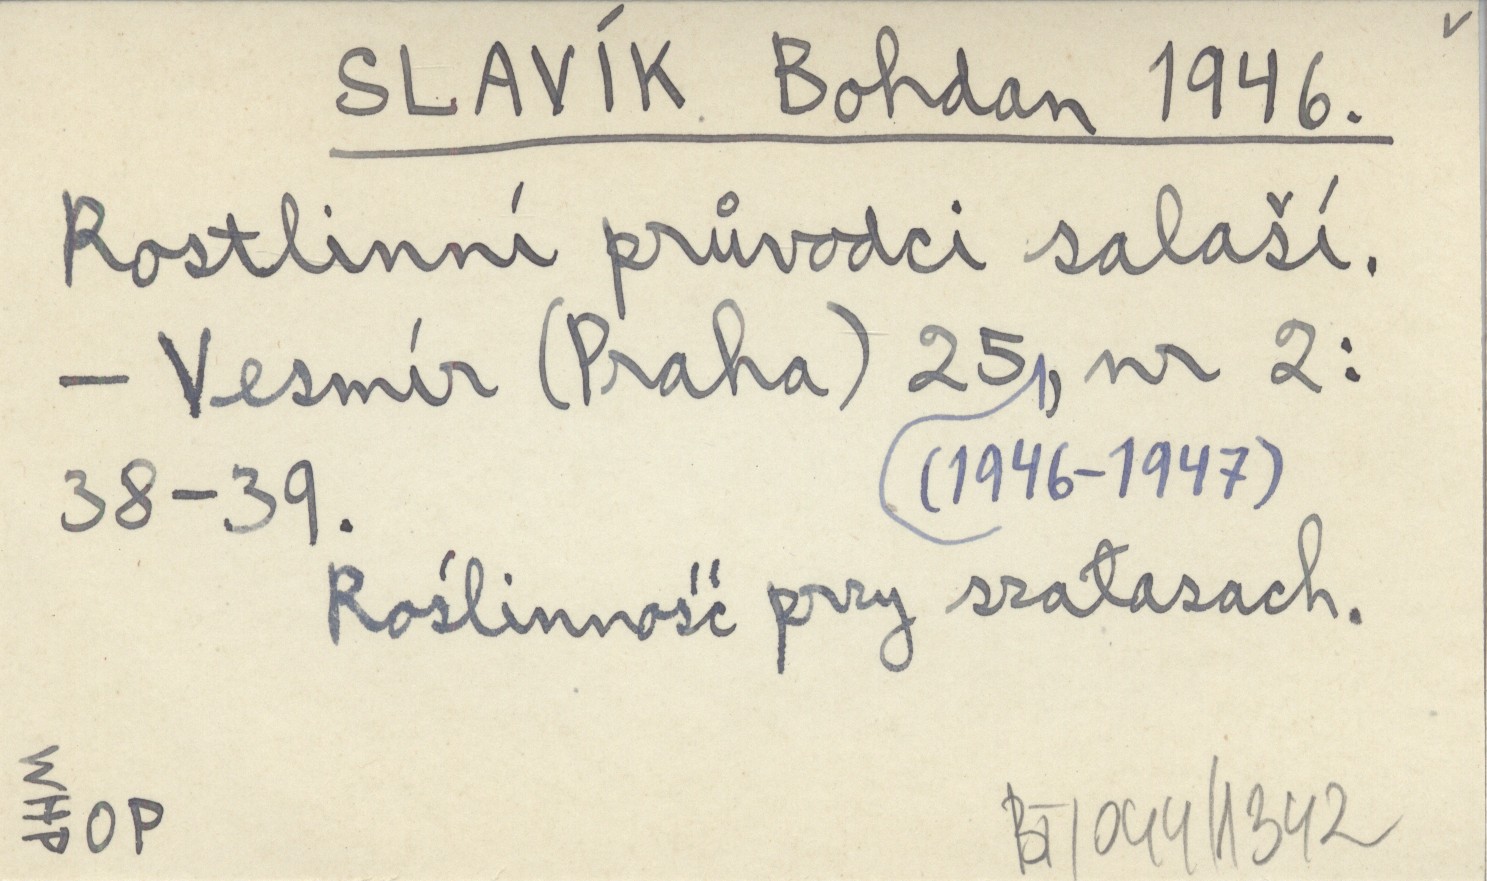 SLAVÍK Bohdan 1946.
Rostlinní průvodci salaší.
– Vesmír (Praha) 25, nr 2:
(1946-1947)
38-39.
Roślinność przy szałasach.
WHP OP
044/1342